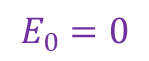 E₀ = 0